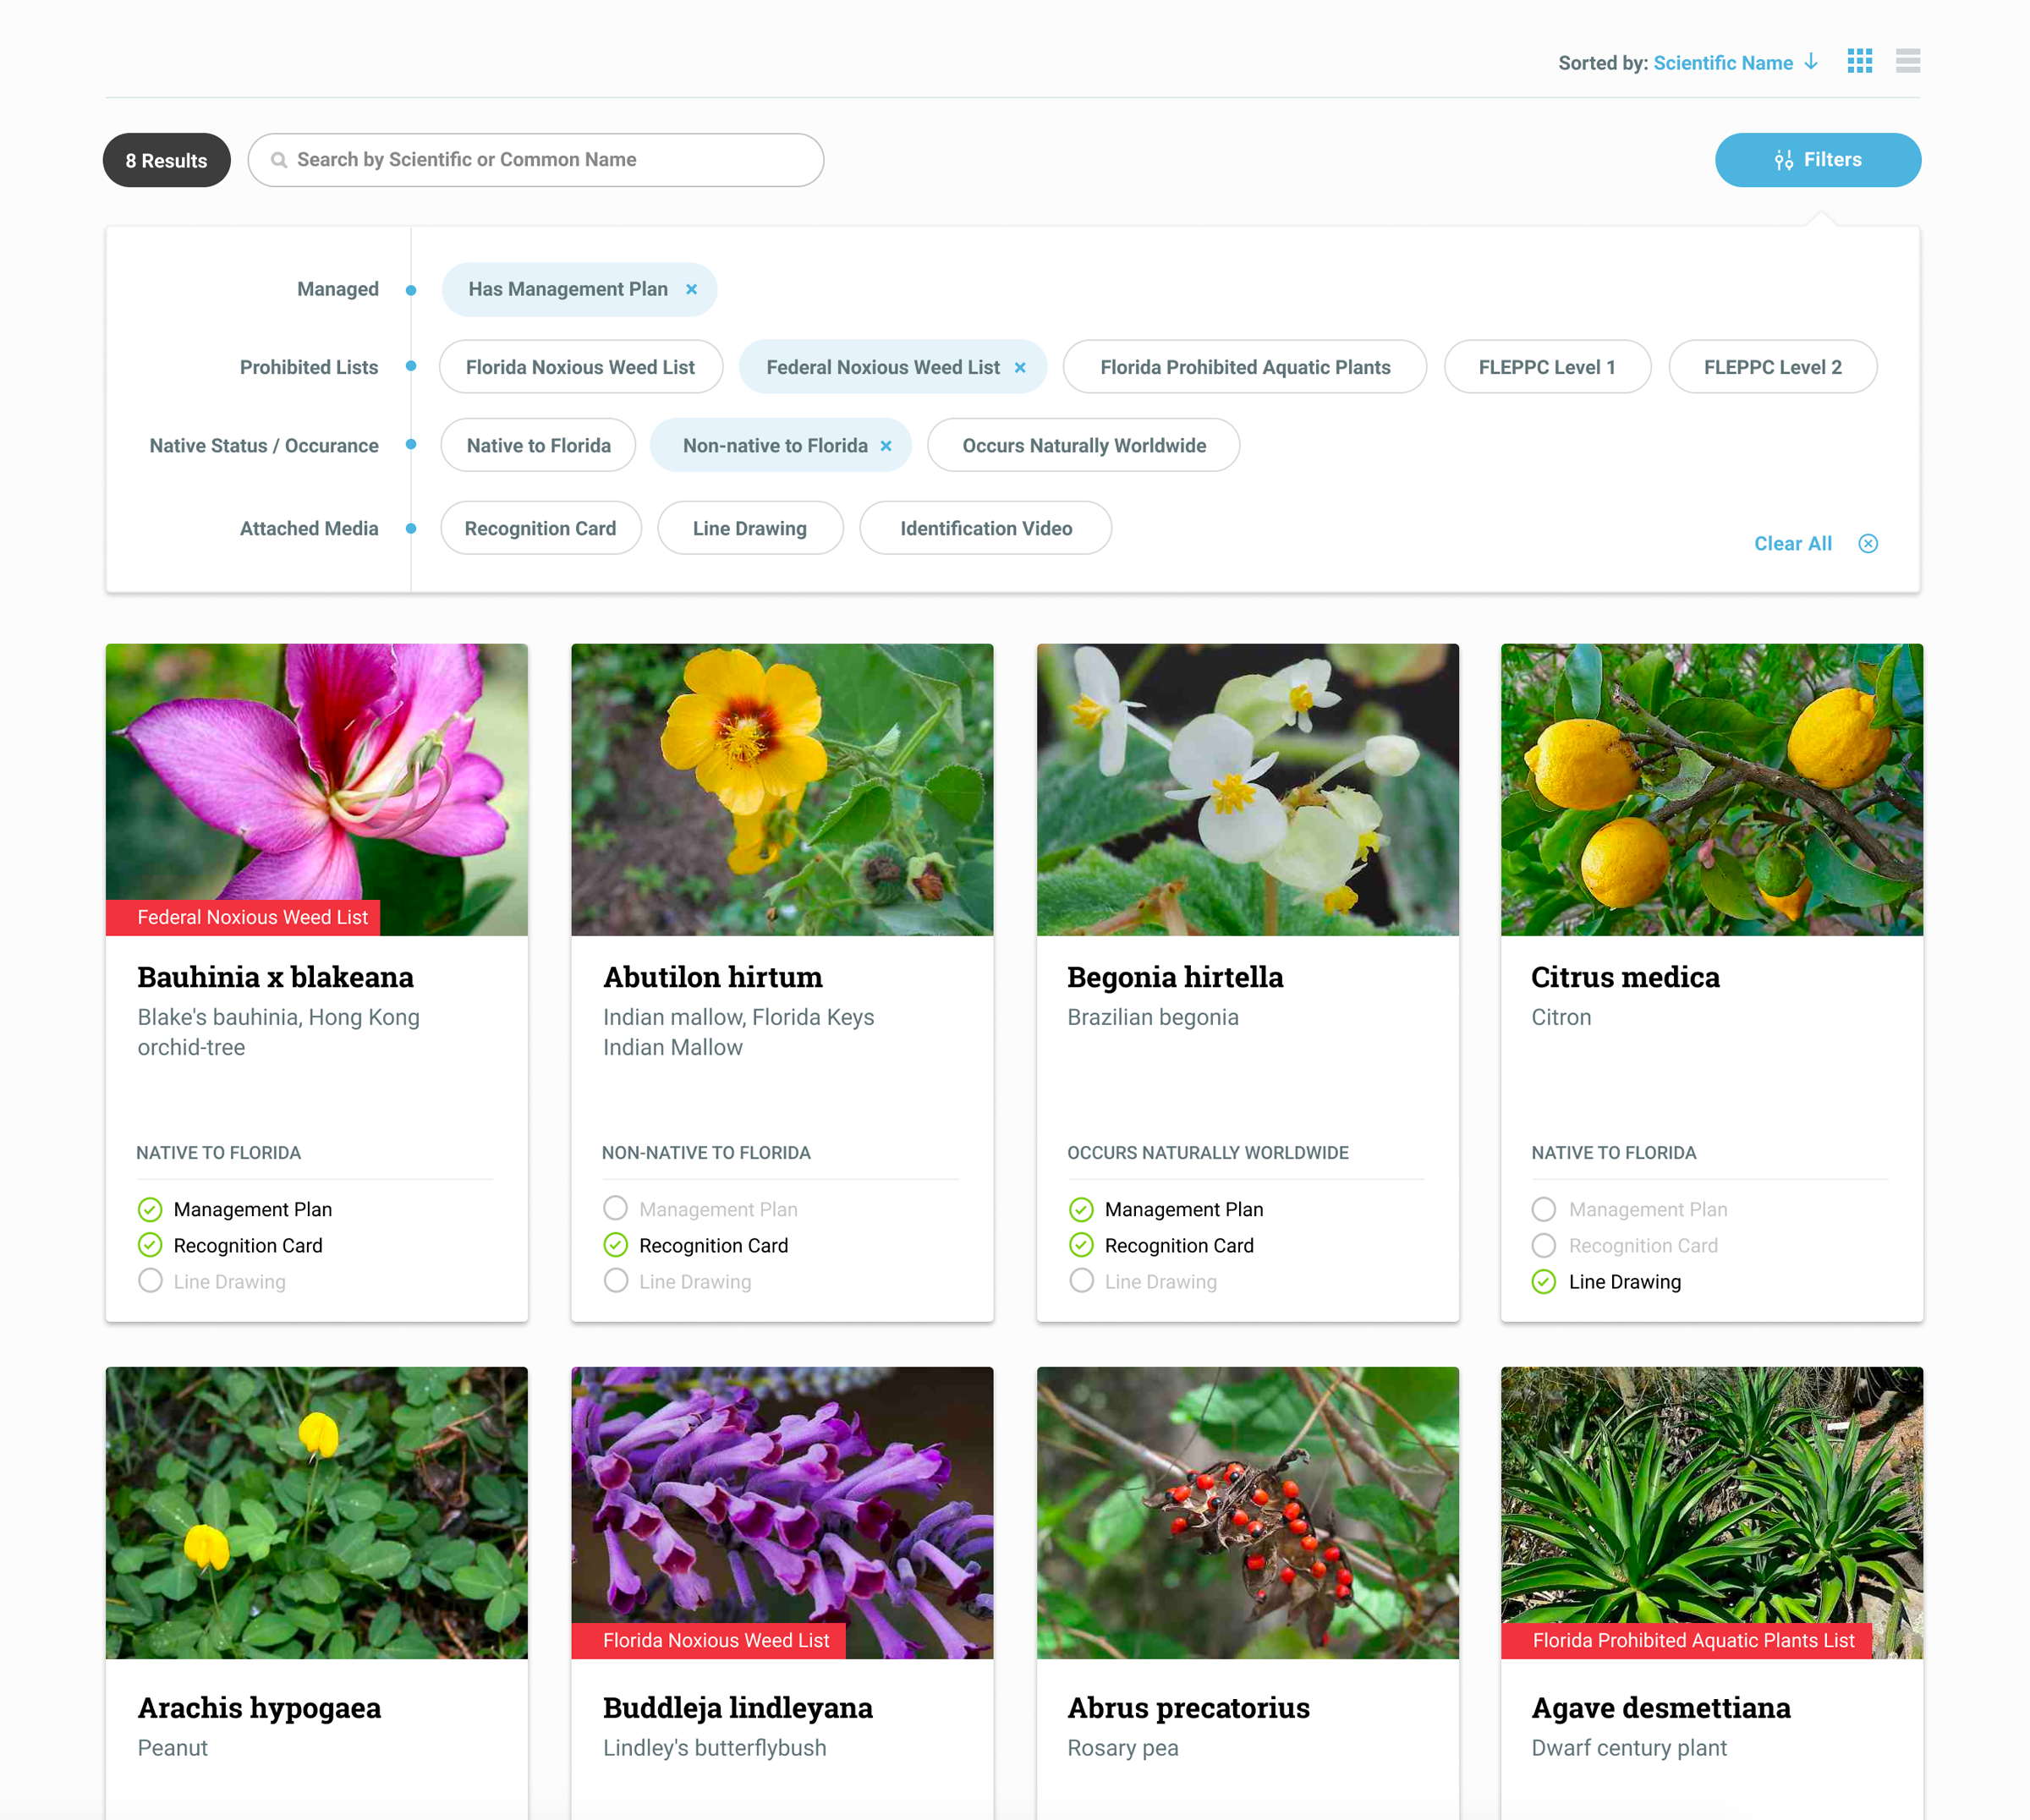 Sorted by: Scientific Name
8 Results
Search by Scientific or Common Name
Filters
Managed
Has Management Plan ×
Prohibited Lists
Florida Noxious Weed List
Federal Noxious Weed List ×
Florida Prohibited Aquatic Plants
FLEPPC Level 1
FLEPPC Level 2
Native Status / Occurance
Native to Florida
Non-native to Florida ×
Occurs Naturally Worldwide
Attached Media
Recognition Card
Line Drawing
Identification Video
Clear All
Federal Noxious Weed List
Bauhinia x blakeana
Blake's bauhinia, Hong Kong
orchid-tree
NATIVE TO FLORIDA
Management Plan
Recognition Card
Line Drawing
Abutilon hirtum
Indian mallow, Florida Keys
Indian Mallow
NON-NATIVE TO FLORIDA
Management Plan
Recognition Card
Line Drawing
Begonia hirtella
Brazilian begonia
OCCURS NATURALLY WORLDWIDE
Management Plan
Recognition Card
Line Drawing
Citrus medica
Citron
NATIVE TO FLORIDA
Management Plan
Recognition Card
Line Drawing
Arachis hypogaea
Peanut
Florida Noxious Weed List
Buddleja lindleyana
Lindley's butterflybush
Abrus precatorius
Rosary pea
Florida Prohibited Aquatic Plants List
Agave desmettiana
Dwarf century plant